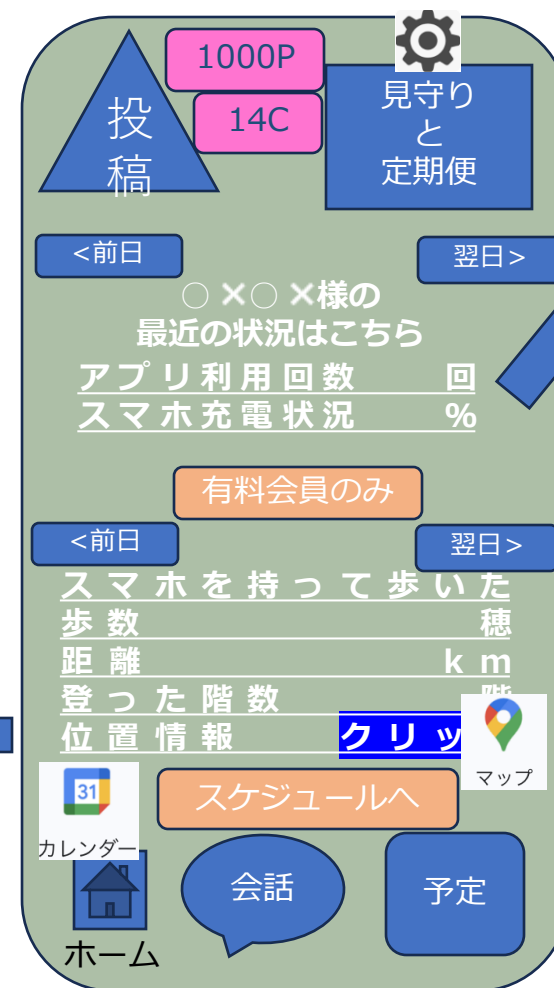 投
稿
1000P
14C
見守り
と
定期便
<前日
翌日>
○ ×○ ×様の
最近の状況はこちら
アプリ利用回数 回
スマホ充電状況 %
有料会員のみ
<前日
翌日>
スマホを持って歩いた
歩数 穂
距離 km
登った階数 階
位置情報 クリッ
マップ
31
カレンダー
スケジュールへ
ホーム
会話
予定